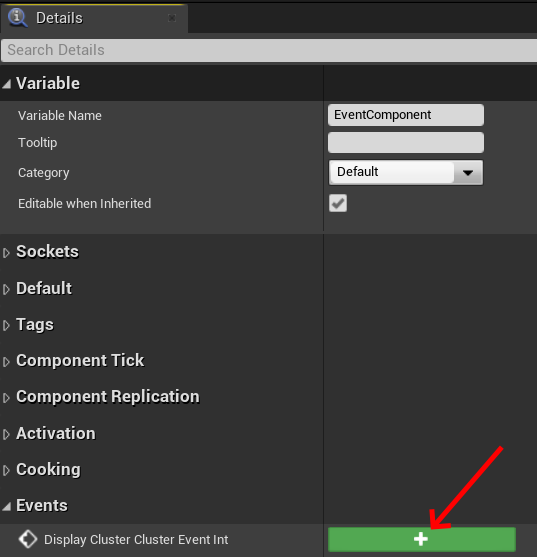 Details
Search Details
Variable
Variable Name EventComponent
Tooltip
Category Default
Editable when Inherited
Sockets
Default
Tags
Component Tick
Component Replication
Activation
Cooking
Events
Display Cluster Cluster Event Int